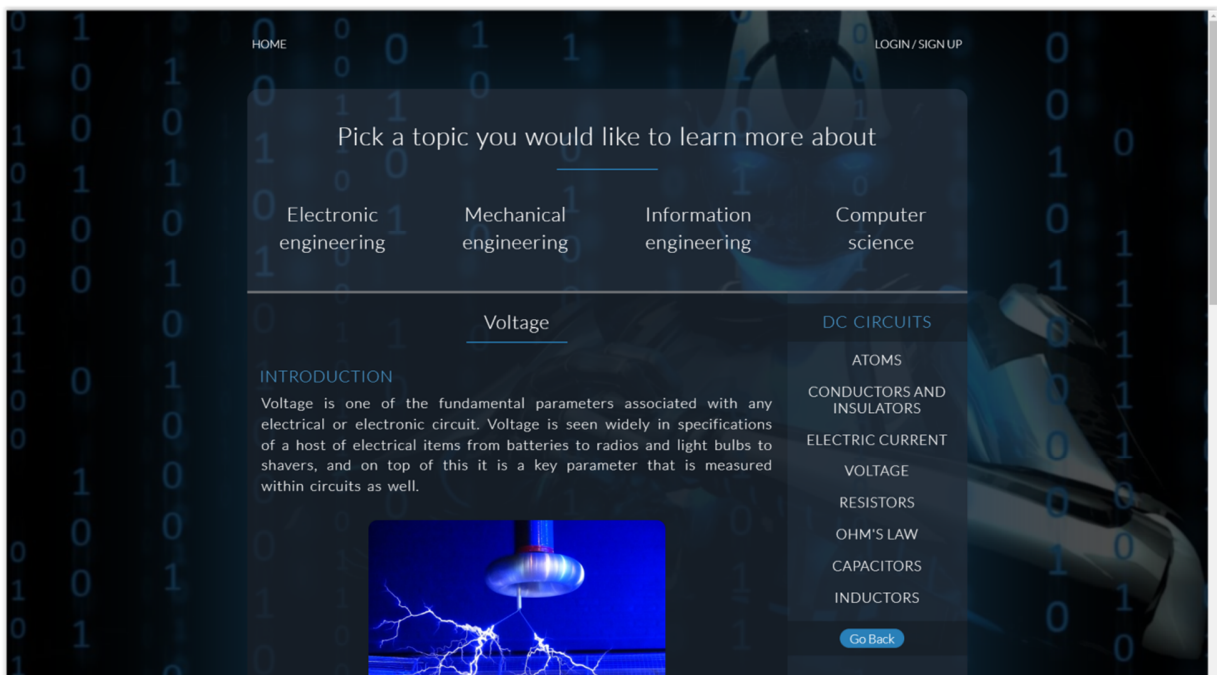 HOME
LOGIN / SIGN UP
Pick a topic you would like to learn more about
Electronic
engineering
Mechanical
engineering
Information
engineering
Computer
science
Voltage
INTRODUCTION
Voltage is one of the fundamental parameters associated with any
electrical or electronic circuit. Voltage is seen widely in specifications
of a host of electrical items from batteries to radios and light bulbs to
shavers, and on top of this it is a key parameter that is measured
within circuits as well.
DC CIRCUITS
ATOMS
CONDUCTORS AND
INSULATORS
ELECTRIC CURRENT
VOLTAGE
RESISTORS
OHM'S LAW
CAPACITORS
INDUCTORS
Go Back